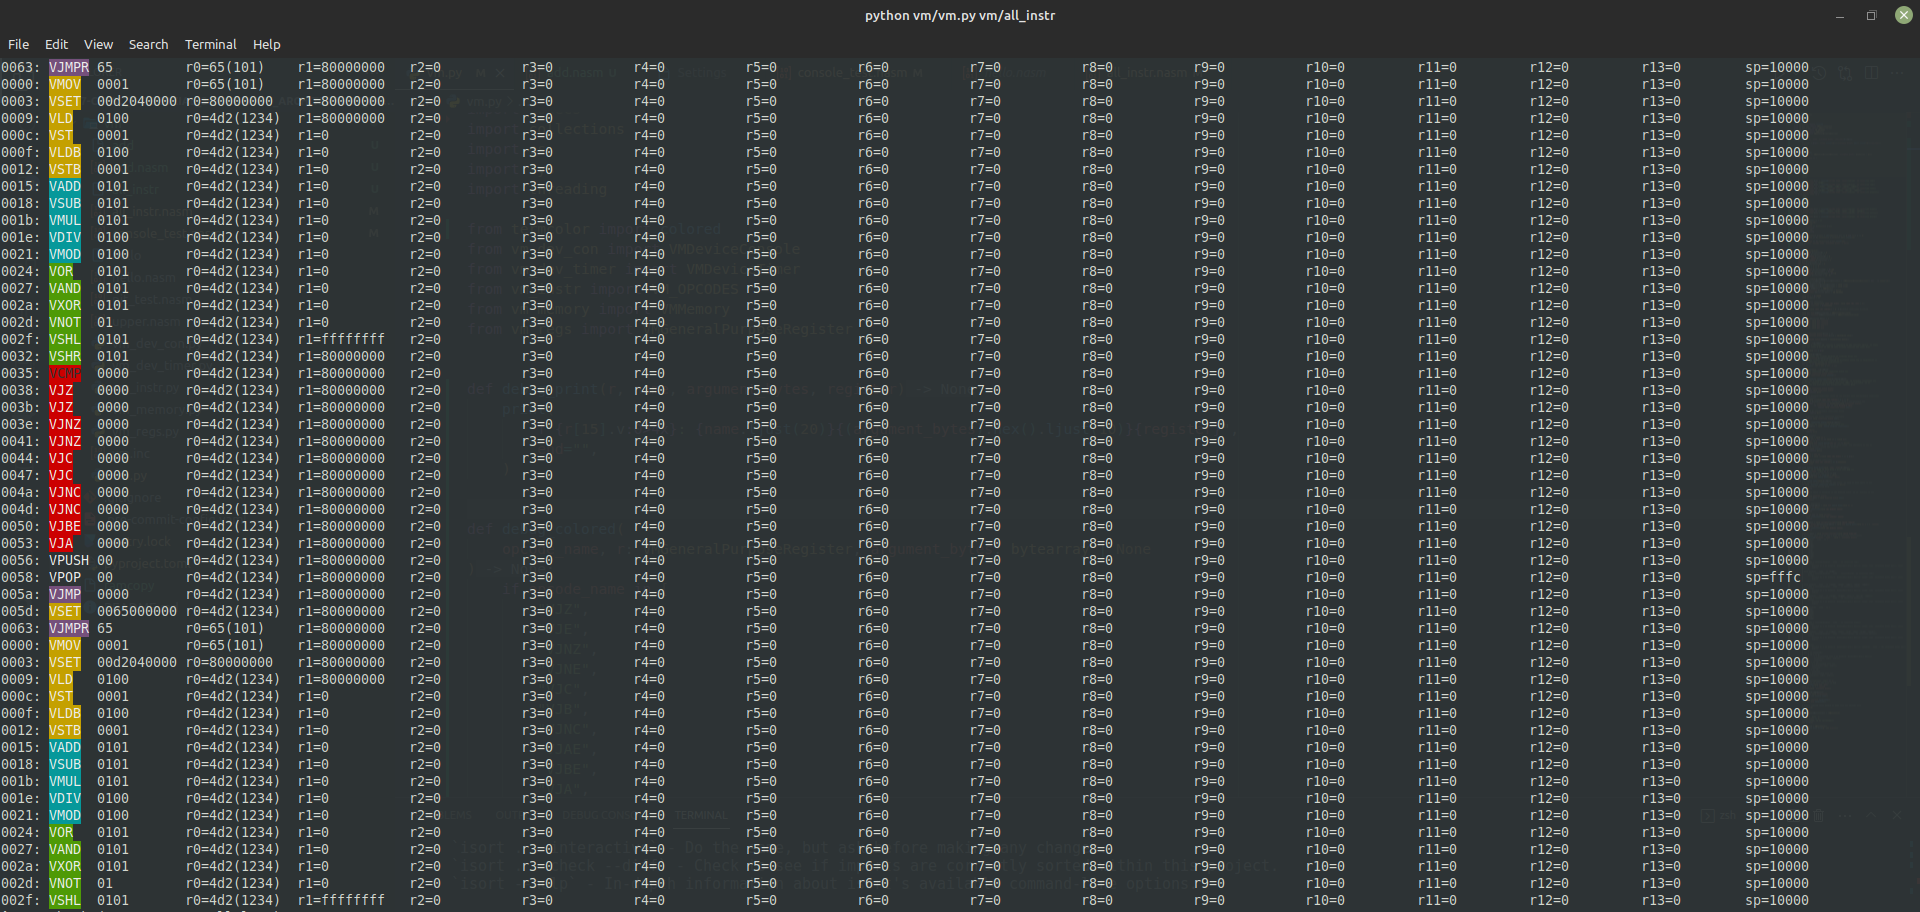 python vm/vm.py vm/all_instr
File Edit View Search Terminal Help
0063: VJMPR 65 r0=65(101) r1=80000000 r2=0 r3=0 r4=0 r5=0 r6=0 r7=0 r8=0 r9=0 r10=0 r11=0 r12=0 r13=0 sp=10000
0000: VMOV 0001 r0=65(101) r1=80000000 r2=0 r3=0 r4=0 r5=0 r6=0 r7=0 r8=0 r9=0 r10=0 r11=0 r12=0 r13=0 sp=10000
0003: VSET 00d2040000 r0=80000000 r1=80000000 r2=0 r3=0 r4=0 r5=0 r6=0 r7=0 r8=0 r9=0 r10=0 r11=0 r12=0 r13=0 sp=10000
0009: VLD 0100 r0=4d2(1234) r1=80000000 r2=0 r3=0 r4=0 r5=0 r6=0 r7=0 r8=0 r9=0 r10=0 r11=0 r12=0 r13=0 sp=10000
000c: VST 0001 r0=4d2(1234) r1=0 r2=0 r3=0 r4=0 r5=0 r6=0 r7=0 r8=0 r9=0 r10=0 r11=0 r12=0 r13=0 sp=10000
000f: VLDB 0100 r0=4d2(1234) r1=0 r2=0 r3=0 r4=0 r5=0 r6=0 r7=0 r8=0 r9=0 r10=0 r11=0 r12=0 r13=0 sp=10000
0012: VSTB 0001 r0=4d2(1234) r1=0 r2=0 r3=0 r4=0 r5=0 r6=0 r7=0 r8=0 r9=0 r10=0 r11=0 r12=0 r13=0 sp=10000
0015: VADD 0101 r0=4d2(1234) r1=0 r2=0 r3=0 r4=0 r5=0 r6=0 r7=0 r8=0 r9=0 r10=0 r11=0 r12=0 r13=0 sp=10000
0018: VSUB 0101 r0=4d2(1234) r1=0 r2=0 r3=0 r4=0 r5=0 r6=0 r7=0 r8=0 r9=0 r10=0 r11=0 r12=0 r13=0 sp=10000
001b: VMUL 0101 r0=4d2(1234) r1=0 r2=0 r3=0 r4=0 r5=0 r6=0 r7=0 r8=0 r9=0 r10=0 r11=0 r12=0 r13=0 sp=10000
001e: VDIV 0100 r0=4d2(1234) r1=0 r2=0 r3=0 r4=0 r5=0 r6=0 r7=0 r8=0 r9=0 r10=0 r11=0 r12=0 r13=0 sp=10000
0021: VMOD 0100 r0=4d2(1234) r1=0 r2=0 r3=0 r4=0 r5=0 r6=0 r7=0 r8=0 r9=0 r10=0 r11=0 r12=0 r13=0 sp=10000
0024: VOR 0101 r0=4d2(1234) r1=0 r2=0 r3=0 r4=0 r5=0 r6=0 r7=0 r8=0 r9=0 r10=0 r11=0 r12=0 r13=0 sp=10000
0027: VAND 0101 r0=4d2(1234) r1=0 r2=0 r3=0 r4=0 r5=0 r6=0 r7=0 r8=0 r9=0 r10=0 r11=0 r12=0 r13=0 sp=10000
002a: VXOR 0101 r0=4d2(1234) r1=0 r2=0 r3=0 r4=0 r5=0 r6=0 r7=0 r8=0 r9=0 r10=0 r11=0 r12=0 r13=0 sp=10000
002d: VNOT 01 r0=4d2(1234) r1=0 r2=0 r3=0 r4=0 r5=0 r6=0 r7=0 r8=0 r9=0 r10=0 r11=0 r12=0 r13=0 sp=10000
002f: VSHL 0101 r0=4d2(1234) r1=ffffffff r2=0 r3=0 r4=0 r5=0 r6=0 r7=0 r8=0 r9=0 r10=0 r11=0 r12=0 r13=0 sp=10000
0032: VSHR 0101 r0=4d2(1234) r1=80000000 r2=0 r3=0 r4=0 r5=0 r6=0 r7=0 r8=0 r9=0 r10=0 r11=0 r12=0 r13=0 sp=10000
0035: VCMP 0000 r0=4d2(1234) r1=80000000 r2=0 r3=0 r4=0 r5=0 r6=0 r7=0 r8=0 r9=0 r10=0 r11=0 r12=0 r13=0 sp=10000
0038: VJZ 0000 r0=4d2(1234) r1=80000000 r2=0 r3=0 r4=0 r5=0 r6=0 r7=0 r8=0 r9=0 r10=0 r11=0 r12=0 r13=0 sp=10000
003b: VJZ 0000 r0=4d2(1234) r1=80000000 r2=0 r3=0 r4=0 r5=0 r6=0 r7=0 r8=0 r9=0 r10=0 r11=0 r12=0 r13=0 sp=10000
003e: VJNZ 0000 r0=4d2(1234) r1=80000000 r2=0 r3=0 r4=0 r5=0 r6=0 r7=0 r8=0 r9=0 r10=0 r11=0 r12=0 r13=0 sp=10000
0041: VJNZ 0000 r0=4d2(1234) r1=80000000 r2=0 r3=0 r4=0 r5=0 r6=0 r7=0 r8=0 r9=0 r10=0 r11=0 r12=0 r13=0 sp=10000
0044: VJC 0000 r0=4d2(1234) r1=80000000 r2=0 r3=0 r4=0 r5=0 r6=0 r7=0 r8=0 r9=0 r10=0 r11=0 r12=0 r13=0 sp=10000
0047: VJC 0000 r0=4d2(1234) r1=80000000 r2=0 r3=0 r4=0 r5=0 r6=0 r7=0 r8=0 r9=0 r10=0 r11=0 r12=0 r13=0 sp=10000
004a: VJNC 0000 r0=4d2(1234) r1=80000000 r2=0 r3=0 r4=0 r5=0 r6=0 r7=0 r8=0 r9=0 r10=0 r11=0 r12=0 r13=0 sp=10000
004d: VJNC 0000 r0=4d2(1234) r1=80000000 r2=0 r3=0 r4=0 r5=0 r6=0 r7=0 r8=0 r9=0 r10=0 r11=0 r12=0 r13=0 sp=10000
0050: VJBE 0000 r0=4d2(1234) r1=80000000 r2=0 r3=0 r4=0 r5=0 r6=0 r7=0 r8=0 r9=0 r10=0 r11=0 r12=0 r13=0 sp=10000
0053: VJA 0000 r0=4d2(1234) r1=80000000 r2=0 r3=0 r4=0 r5=0 r6=0 r7=0 r8=0 r9=0 r10=0 r11=0 r12=0 r13=0 sp=10000
0056: VPUSH 00 r0=4d2(1234) r1=80000000 r2=0 r3=0 r4=0 r5=0 r6=0 r7=0 r8=0 r9=0 r10=0 r11=0 r12=0 r13=0 sp=10000
0058: VPOP 00 r0=4d2(1234) r1=80000000 r2=0 r3=0 r4=0 r5=0 r6=0 r7=0 r8=0 r9=0 r10=0 r11=0 r12=0 r13=0 sp=fffc
005a: VJMP 0000 r0=4d2(1234) r1=80000000 r2=0 r3=0 r4=0 r5=0 r6=0 r7=0 r8=0 r9=0 r10=0 r11=0 r12=0 r13=0 sp=10000
005d: VSET 0065000000 r0=4d2(1234) r1=80000000 r2=0 r3=0 r4=0 r5=0 r6=0 r7=0 r8=0 r9=0 r10=0 r11=0 r12=0 r13=0 sp=10000
0063: VJMPR 65 r0=65(101) r1=80000000 r2=0 r3=0 r4=0 r5=0 r6=0 r7=0 r8=0 r9=0 r10=0 r11=0 r12=0 r13=0 sp=10000
0000: VMOV 0001 r0=65(101) r1=80000000 r2=0 r3=0 r4=0 r5=0 r6=0 r7=0 r8=0 r9=0 r10=0 r11=0 r12=0 r13=0 sp=10000
0003: VSET 00d2040000 r0=80000000 r1=80000000 r2=0 r3=0 r4=0 r5=0 r6=0 r7=0 r8=0 r9=0 r10=0 r11=0 r12=0 r13=0 sp=10000
0009: VLD 0100 r0=4d2(1234) r1=80000000 r2=0 r3=0 r4=0 r5=0 r6=0 r7=0 r8=0 r9=0 r10=0 r11=0 r12=0 r13=0 sp=10000
000c: VST 0001 r0=4d2(1234) r1=0 r2=0 r3=0 r4=0 r5=0 r6=0 r7=0 r8=0 r9=0 r10=0 r11=0 r12=0 r13=0 sp=10000
000f: VLDB 0100 r0=4d2(1234) r1=0 r2=0 r3=0 r4=0 r5=0 r6=0 r7=0 r8=0 r9=0 r10=0 r11=0 r12=0 r13=0 sp=10000
0012: VSTB 0001 r0=4d2(1234) r1=0 r2=0 r3=0 r4=0 r5=0 r6=0 r7=0 r8=0 r9=0 r10=0 r11=0 r12=0 r13=0 sp=10000
0015: VADD 0101 r0=4d2(1234) r1=0 r2=0 r3=0 r4=0 r5=0 r6=0 r7=0 r8=0 r9=0 r10=0 r11=0 r12=0 r13=0 sp=10000
0018: VSUB 0101 r0=4d2(1234) r1=0 r2=0 r3=0 r4=0 r5=0 r6=0 r7=0 r8=0 r9=0 r10=0 r11=0 r12=0 r13=0 sp=10000
001b: VMUL 0101 r0=4d2(1234) r1=0 r2=0 r3=0 r4=0 r5=0 r6=0 r7=0 r8=0 r9=0 r10=0 r11=0 r12=0 r13=0 sp=10000
001e: VDIV 0100 r0=4d2(1234) r1=0 r2=0 r3=0 r4=0 r5=0 r6=0 r7=0 r8=0 r9=0 r10=0 r11=0 r12=0 r13=0 sp=10000
0021: VMOD 0100 r0=4d2(1234) r1=0 r2=0 r3=0 r4=0 r5=0 r6=0 r7=0 r8=0 r9=0 r10=0 r11=0 r12=0 r13=0 sp=10000
0024: VOR 0101 r0=4d2(1234) r1=0 r2=0 r3=0 r4=0 r5=0 r6=0 r7=0 r8=0 r9=0 r10=0 r11=0 r12=0 r13=0 sp=10000
0027: VAND 0101 r0=4d2(1234) r1=0 r2=0 r3=0 r4=0 r5=0 r6=0 r7=0 r8=0 r9=0 r10=0 r11=0 r12=0 r13=0 sp=10000
002a: VXOR 0101 r0=4d2(1234) r1=0 r2=0 r3=0 r4=0 r5=0 r6=0 r7=0 r8=0 r9=0 r10=0 r11=0 r12=0 r13=0 sp=10000
002d: VNOT 01 r0=4d2(1234) r1=0 r2=0 r3=0 r4=0 r5=0 r6=0 r7=0 r8=0 r9=0 r10=0 r11=0 r12=0 r13=0 sp=10000
002f: VSHL 0101 r0=4d2(1234) r1=ffffffff r2=0 r3=0 r4=0 r5=0 r6=0 r7=0 r8=0 r9=0 r10=0 r11=0 r12=0 r13=0 sp=10000